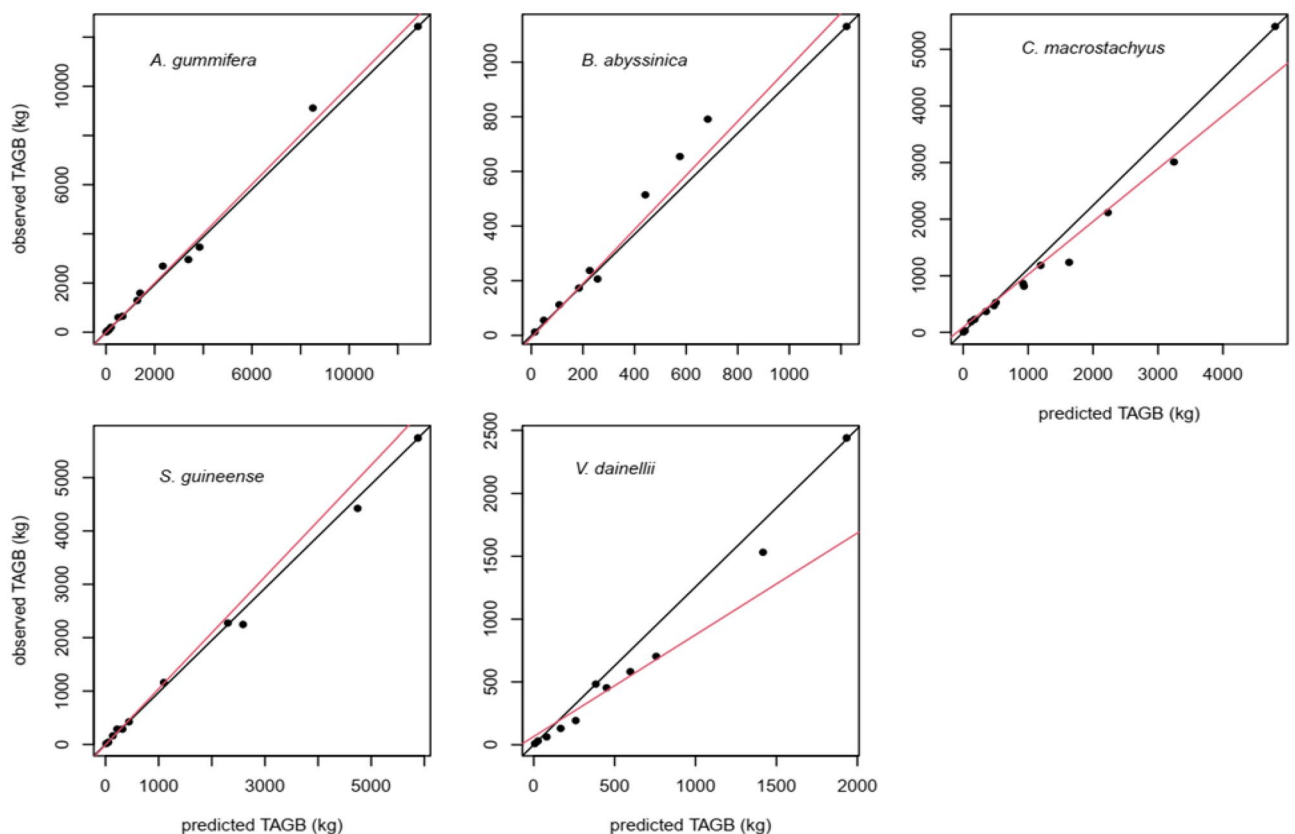 A. gummifera
observed TAGB (kg)
0 2000 6000 10000
0 2000 6000 10000
B. abyssinica
0 200 400 600 800 1000
0 200 400 600 800 1000
C. macrostachyus
0 1000 2000 3000 4000 5000
0 1000 2000 3000 4000
predicted TAGB (kg)
S. guineense
observed TAGB (kg)
0 1000 2000 3000 4000 5000
0 1000 3000 5000
predicted TAGB (kg)
V. dainellii
0 500 1000 1500 2000 2500
0 500 1000 1500 2000
predicted TAGB (kg)